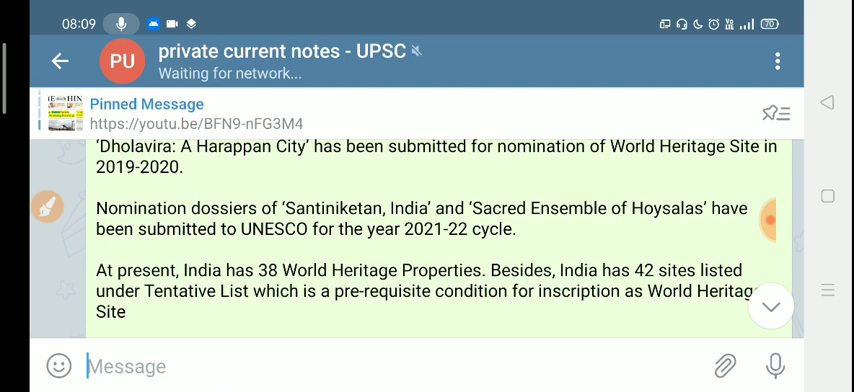 08:09
70
PU
private current notes - UPSC
Waiting for network...
Pinned Message
https://youtu.be/BFN9-nFG3M4
'Dholavira: A Harappan City' has been submitted for nomination of World Heritage Site in
2019-2020.
Nomination dossiers of 'Santiniketan, India' and 'Sacred Ensemble of Hoysalas' have
been submitted to UNESCO for the year 2021-22 cycle.
At present, India has 38 World Heritage Properties. Besides, India has 42 sites listed
under Tentative List which is a pre-requisite condition for inscription as World Heritag
Site
Message